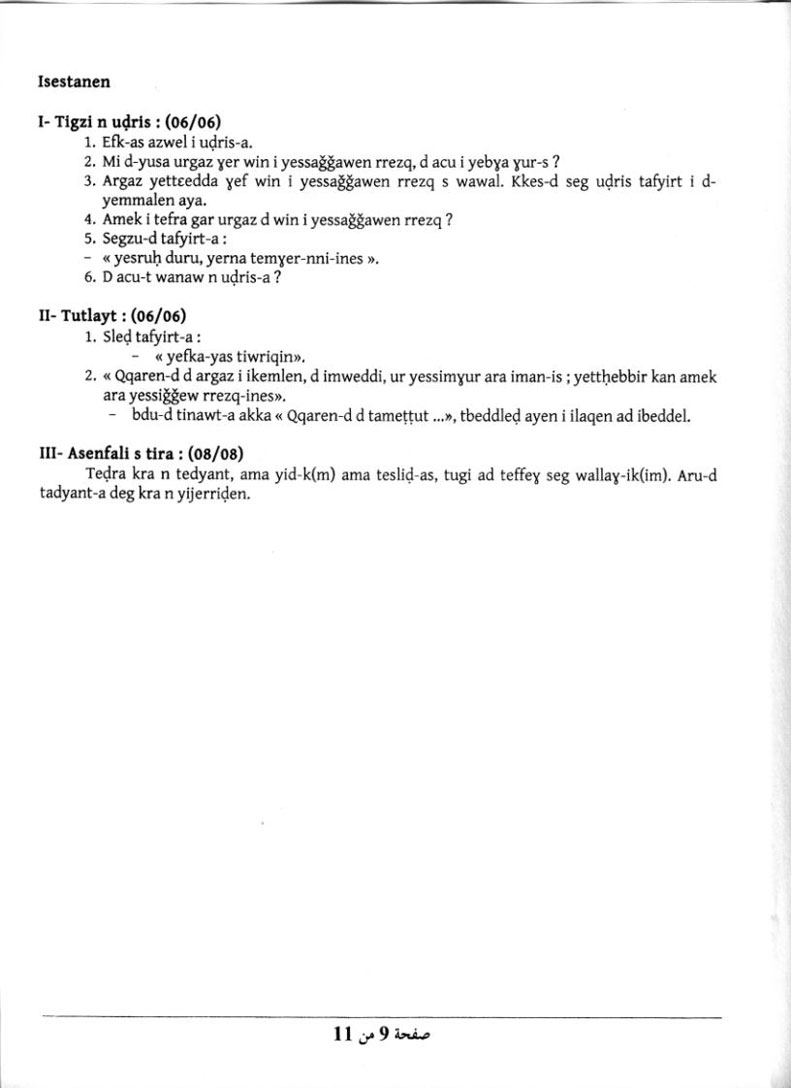 Isestanen
I- Tigzi n uḍris : (06/06)
1. Efk-as azwel i uḍris-a.
2. Mi d-yusa urgaz ɣer win i yessaǧǧawen rrezq, d acu i yebɣa ɣur-s ?
3. Argaz yettɛedda ɣef win i yessaǧǧawen rrezq s wawal. Kkes-d seg uḍris tafyirt i d-
yemmalen aya.
4. Amek i tefra gar urgaz d win i yessaǧǧawen rrezq ?
5. Segzu-d tafyirt-a :
- « yesruḥ duru, yerna temɣer-nni-ines ».
6. D acu-t wanaw n uḍris-a ?
II- Tutlayt : (06/06)
1. Sleḍ tafyirt-a :
- « yefka-yas tiwriqin».
2. « Qqaren-d d argaz i ikemlen, d imweddi, ur yessimɣur ara iman-is ; yettḥebbir kan amek
ara yessiǧǧew rrezq-ines».
- bdu-d tinawt-a akka « Qqaren-d d tameṭṭut ...», tbeddleḍ ayen i ilaqen ad ibeddel.
III- Asenfali s tira : (08/08)
Teḍra kra n tedyant, ama yid-k(m) ama tesliḍ-as, tugi ad teffeɣ seg wallaɣ-ik(im). Aru-d
tadyant-a deg kra n yijerriḍen.
صفحة 9 من 11